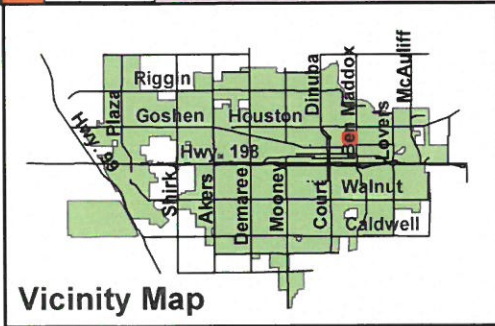 Riggin
Plaza
Goshen
Houston
Dinuba
Maddox
McAuliff
Hwy. 99
Hwy. 198
Lovers
Shirk
Akers
Demaree
Mooney
Court
Walnut
Caldwell
Vicinity Map